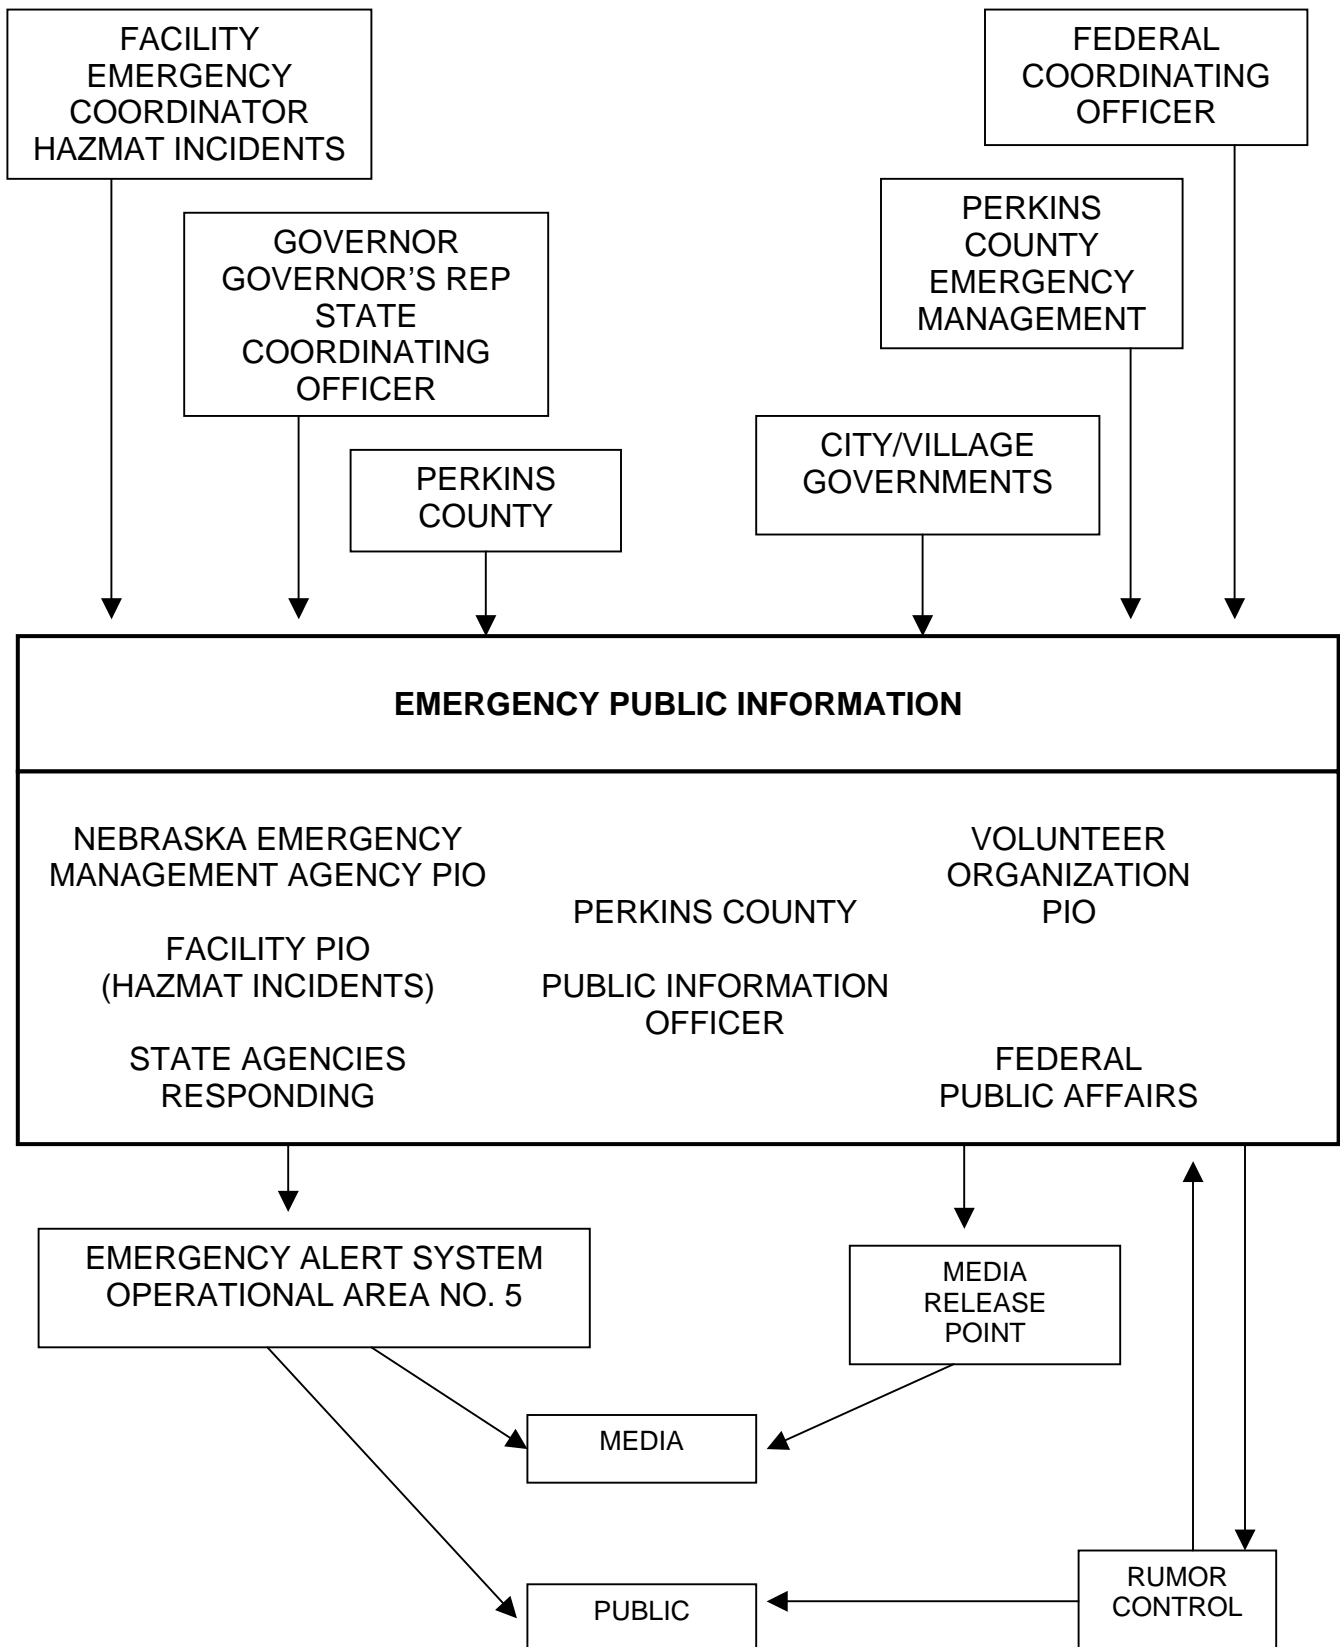 FACILITY
EMERGENCY
COORDINATOR
HAZMAT INCIDENTS
FEDERAL
COORDINATING
OFFICER
GOVERNOR
GOVERNOR’S REP
STATE
COORDINATING
OFFICER
PERKINS
COUNTY
EMERGENCY
MANAGEMENT
PERKINS
COUNTY
CITY/VILLAGE
GOVERNMENTS
EMERGENCY PUBLIC INFORMATION
NEBRASKA EMERGENCY
MANAGEMENT AGENCY PIO
FACILITY PIO
(HAZMAT INCIDENTS)
STATE AGENCIES
RESPONDING
PERKINS COUNTY
PUBLIC INFORMATION
OFFICER
VOLUNTEER
ORGANIZATION
PIO
FEDERAL
PUBLIC AFFAIRS
EMERGENCY ALERT SYSTEM
OPERATIONAL AREA NO. 5
MEDIA
RELEASE
POINT
MEDIA
PUBLIC
RUMOR
CONTROL